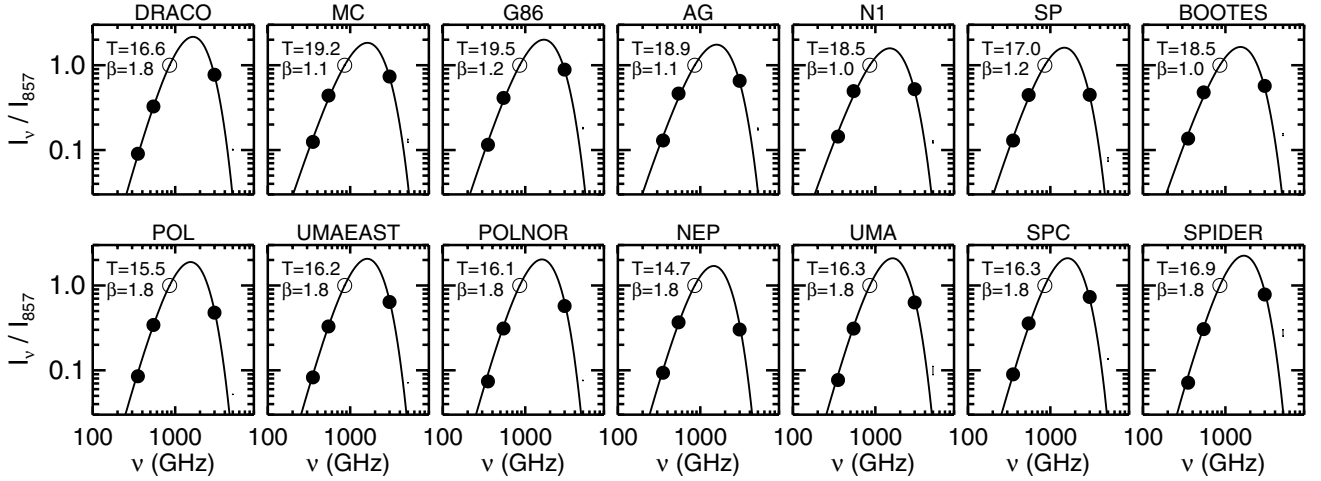 DRACO MC G86 AG N1 SP BOOTES
T=16.6 T=19.2 T=19.5 T=18.9 T=18.5 T=17.0 T=18.5
β=1.8 β=1.1 β=1.2 β=1.1 β=1.0 β=1.2 β=1.0
1.0
0.1
Iν / I857
POL UMAEAST POLNOR NEP UMA SPC SPIDER
T=15.5 T=16.2 T=16.1 T=14.7 T=16.3 T=16.3 T=16.9
β=1.8 β=1.8 β=1.8 β=1.8 β=1.8 β=1.8 β=1.8
1.0
0.1
Iν / I857
100 1000 100 1000 100 1000 100 1000 100 1000 100 1000 100 1000
ν (GHz) ν (GHz) ν (GHz) ν (GHz) ν (GHz) ν (GHz) ν (GHz)